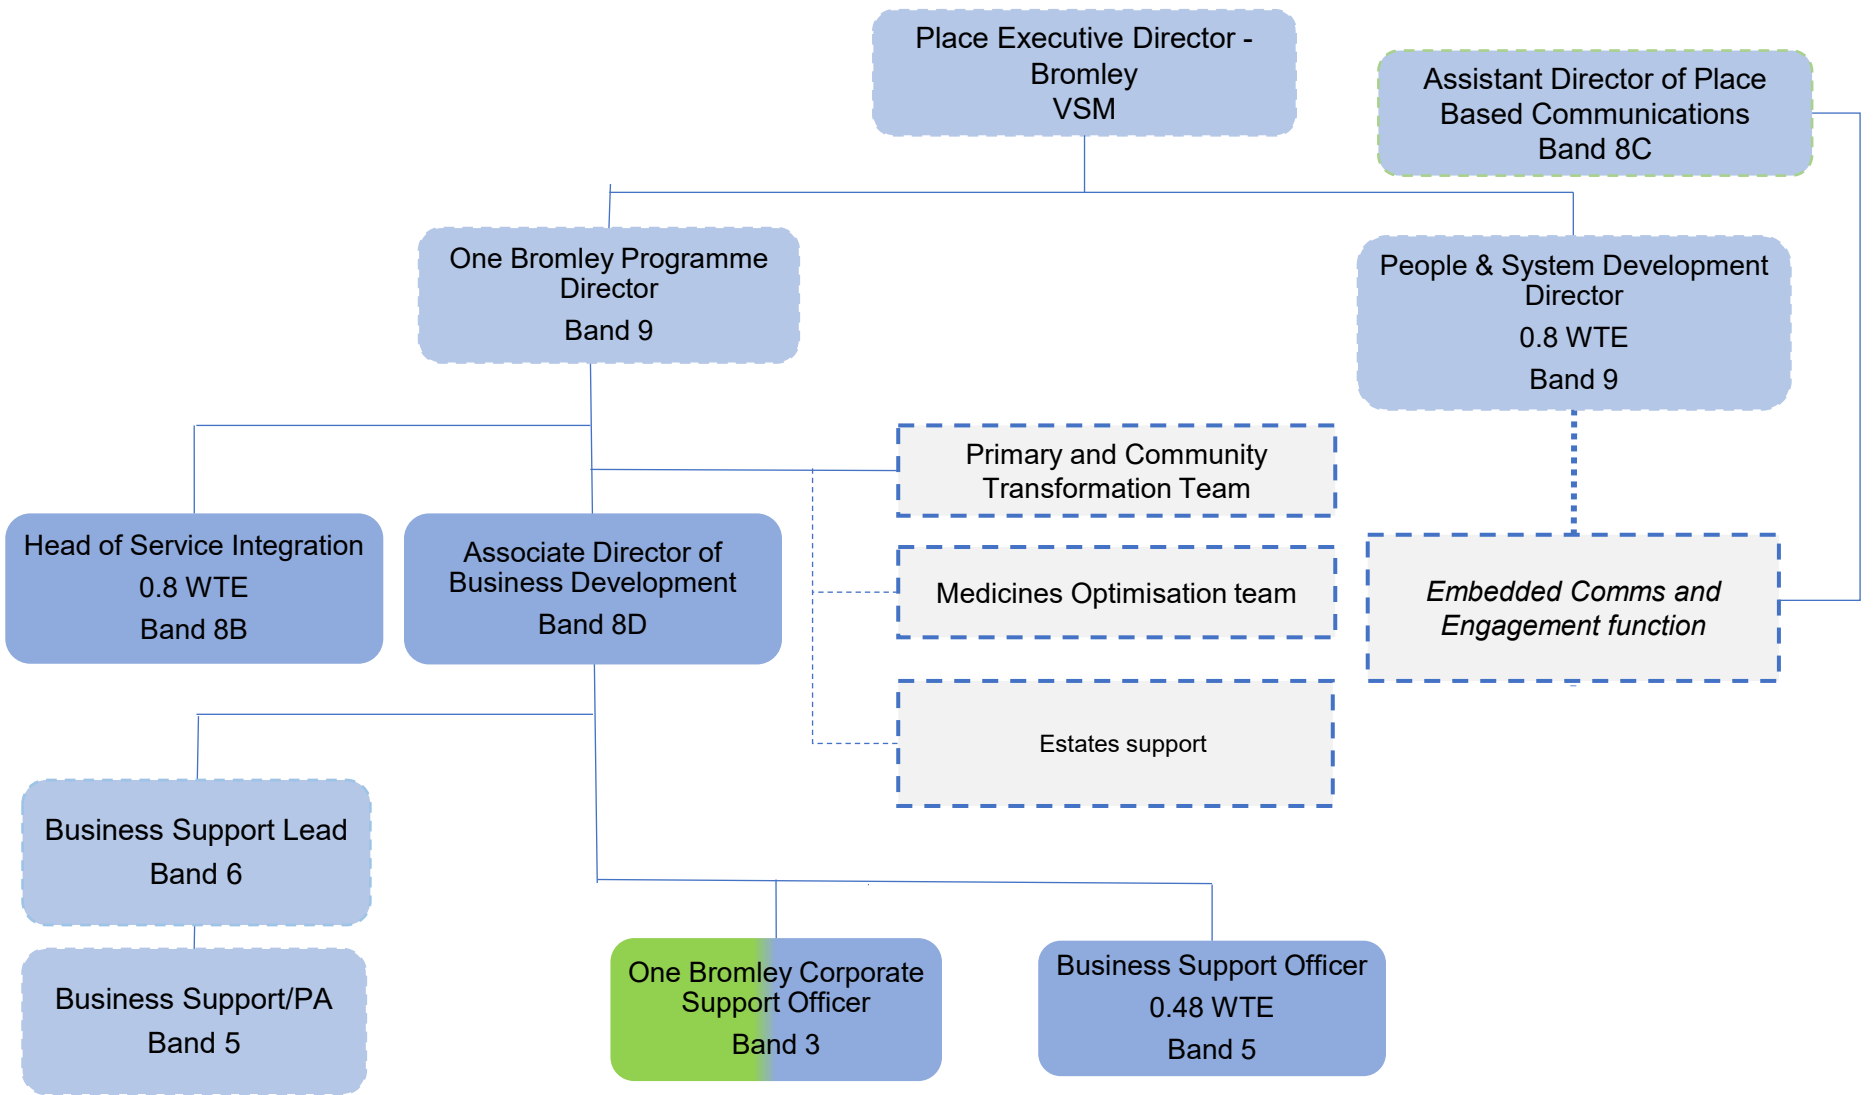 Place Executive Director -
Bromley
VSM
Assistant Director of Place
Based Communications
Band 8C
One Bromley Programme
Director
Band 9
People & System Development
Director
0.8 WTE
Band 9
Primary and Community
Transformation Team
Head of Service Integration
0.8 WTE
Band 8B
Associate Director of
Business Development
Band 8D
Medicines Optimisation team
Embedded Comms and
Engagement function
Estates support
Business Support Lead
Band 6
Business Support/PA
Band 5
One Bromley Corporate
Support Officer
Band 3
Business Support Officer
0.48 WTE
Band 5